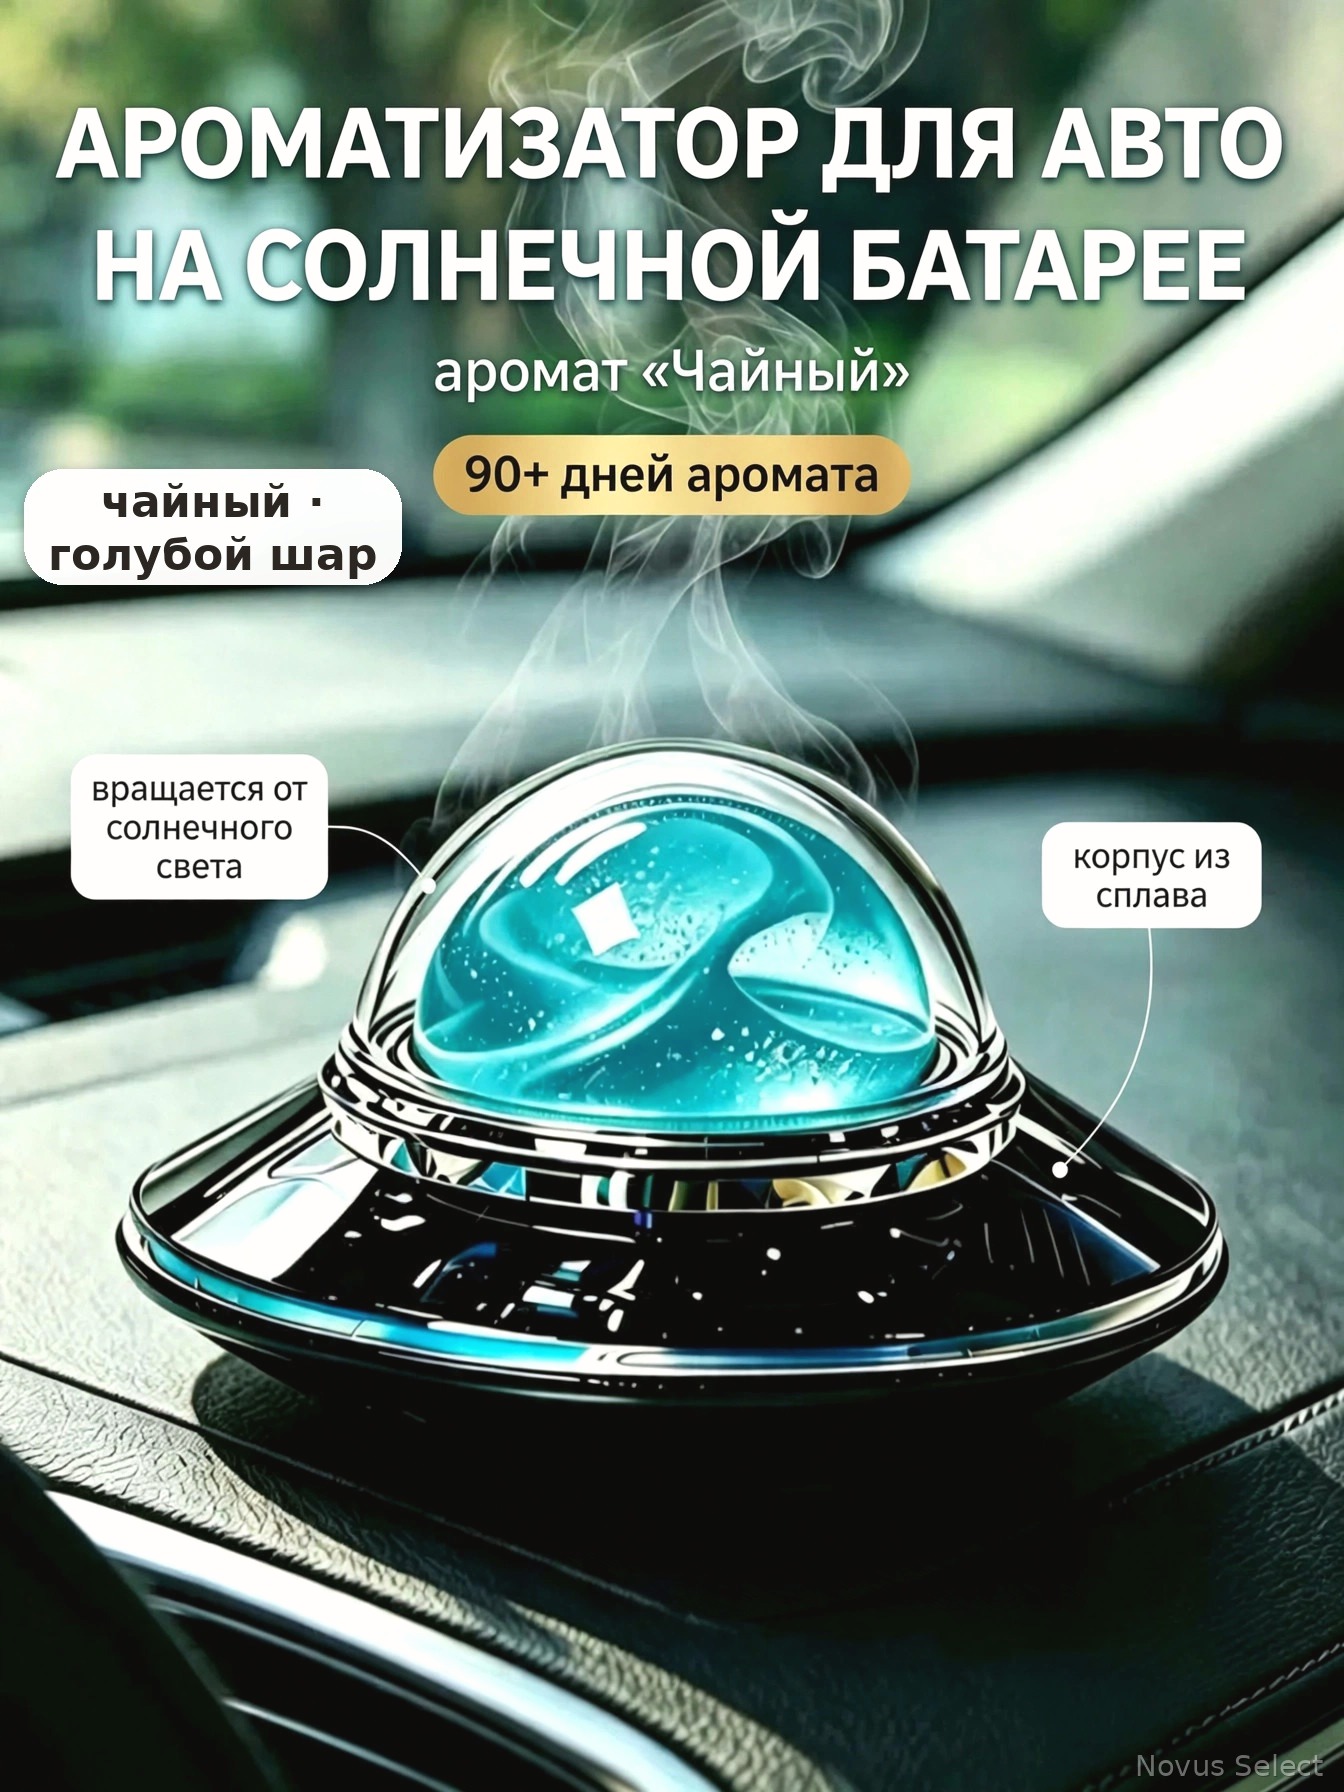 АРОМАТИЗАТОР ДЛЯ АВТО
НА СОЛНЕЧНОЙ БАТАРЕЕ
аромат «Чайный»
90+ дней аромата
чайный ·
голубой шар
вращается от
солнечного
света
корпус из
сплава
Novus Select